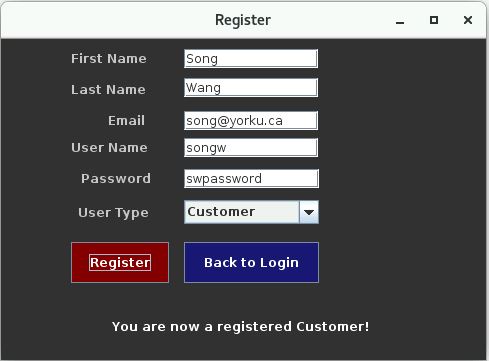 Register
First Name Song
Last Name Wang
Email song@yorku.ca
User Name songw
Password swpassword
User Type Customer
Register Back to Login
You are now a registered Customer!